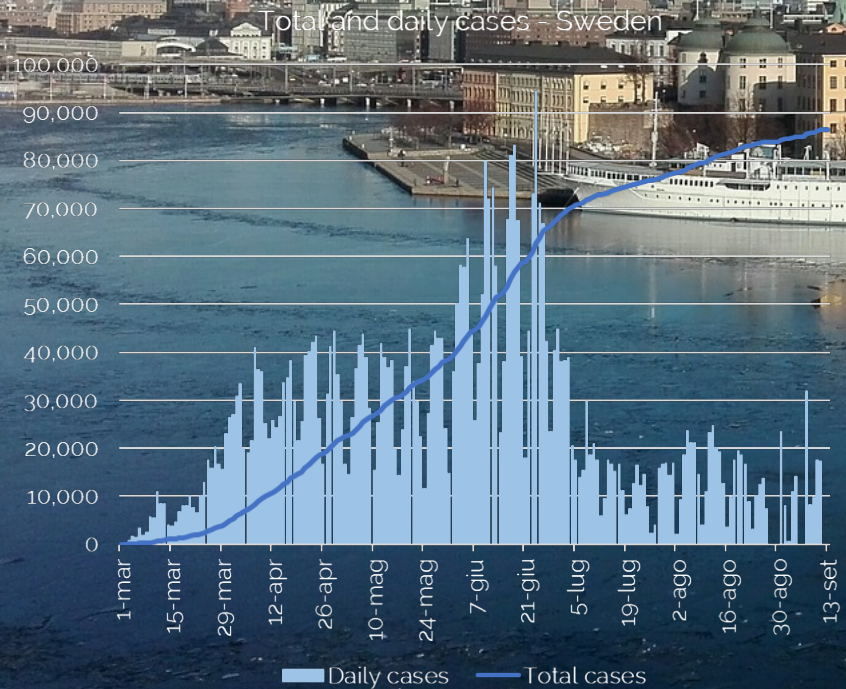 Total and daily cases - Sweden
100,000
90,000
80,000
70,000
60,000
50,000
40,000
30,000
20,000
10,000
0
1-mar
15-mar
29-mar
12-apr
26-apr
10-mag
24-mag
7-giu
21-giu
5-lug
19-lug
2-ago
16-ago
30-ago
13-set
Daily cases
Total cases